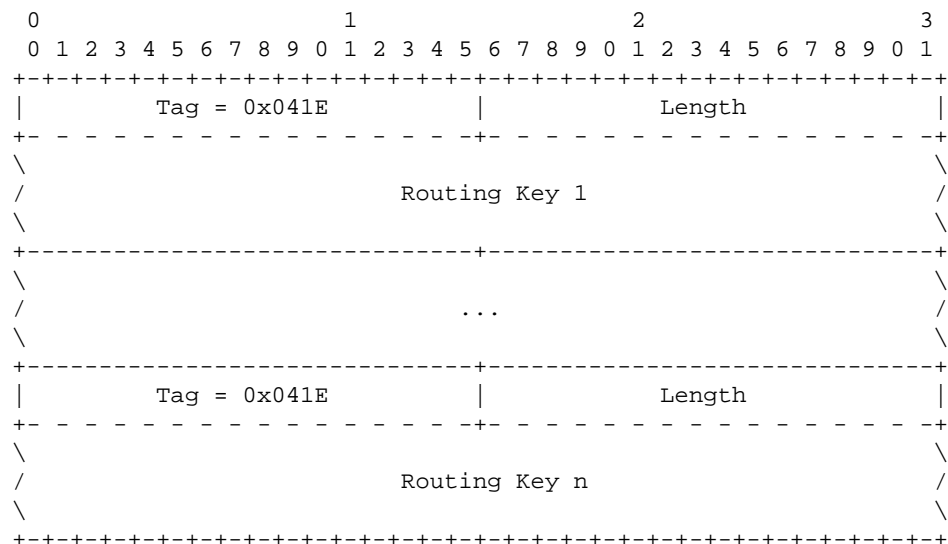 0                   1                   2                   3
 0 1 2 3 4 5 6 7 8 9 0 1 2 3 4 5 6 7 8 9 0 1 2 3 4 5 6 7 8 9 0 1
+-+-+-+-+-+-+-+-+-+-+-+-+-+-+-+-+-+-+-+-+-+-+-+-+-+-+-+-+-+-+-+-+
|         Tag = 0x041E          |            Length             |
+- - - - - - - - - - - - - - - -+- - - - - - - - - - - - - - - -+
\                                                               \
/                          Routing Key 1                        /
\                                                               \
+-------------------------------+-------------------------------+
\                                                               \
/                              ...                              /
\                                                               \
+-------------------------------+-------------------------------+
|         Tag = 0x041E          |            Length             |
+- - - - - - - - - - - - - - - -+- - - - - - - - - - - - - - - -+
\                                                               \
/                          Routing Key n                        /
\                                                               \
+-+-+-+-+-+-+-+-+-+-+-+-+-+-+-+-+-+-+-+-+-+-+-+-+-+-+-+-+-+-+-+-+